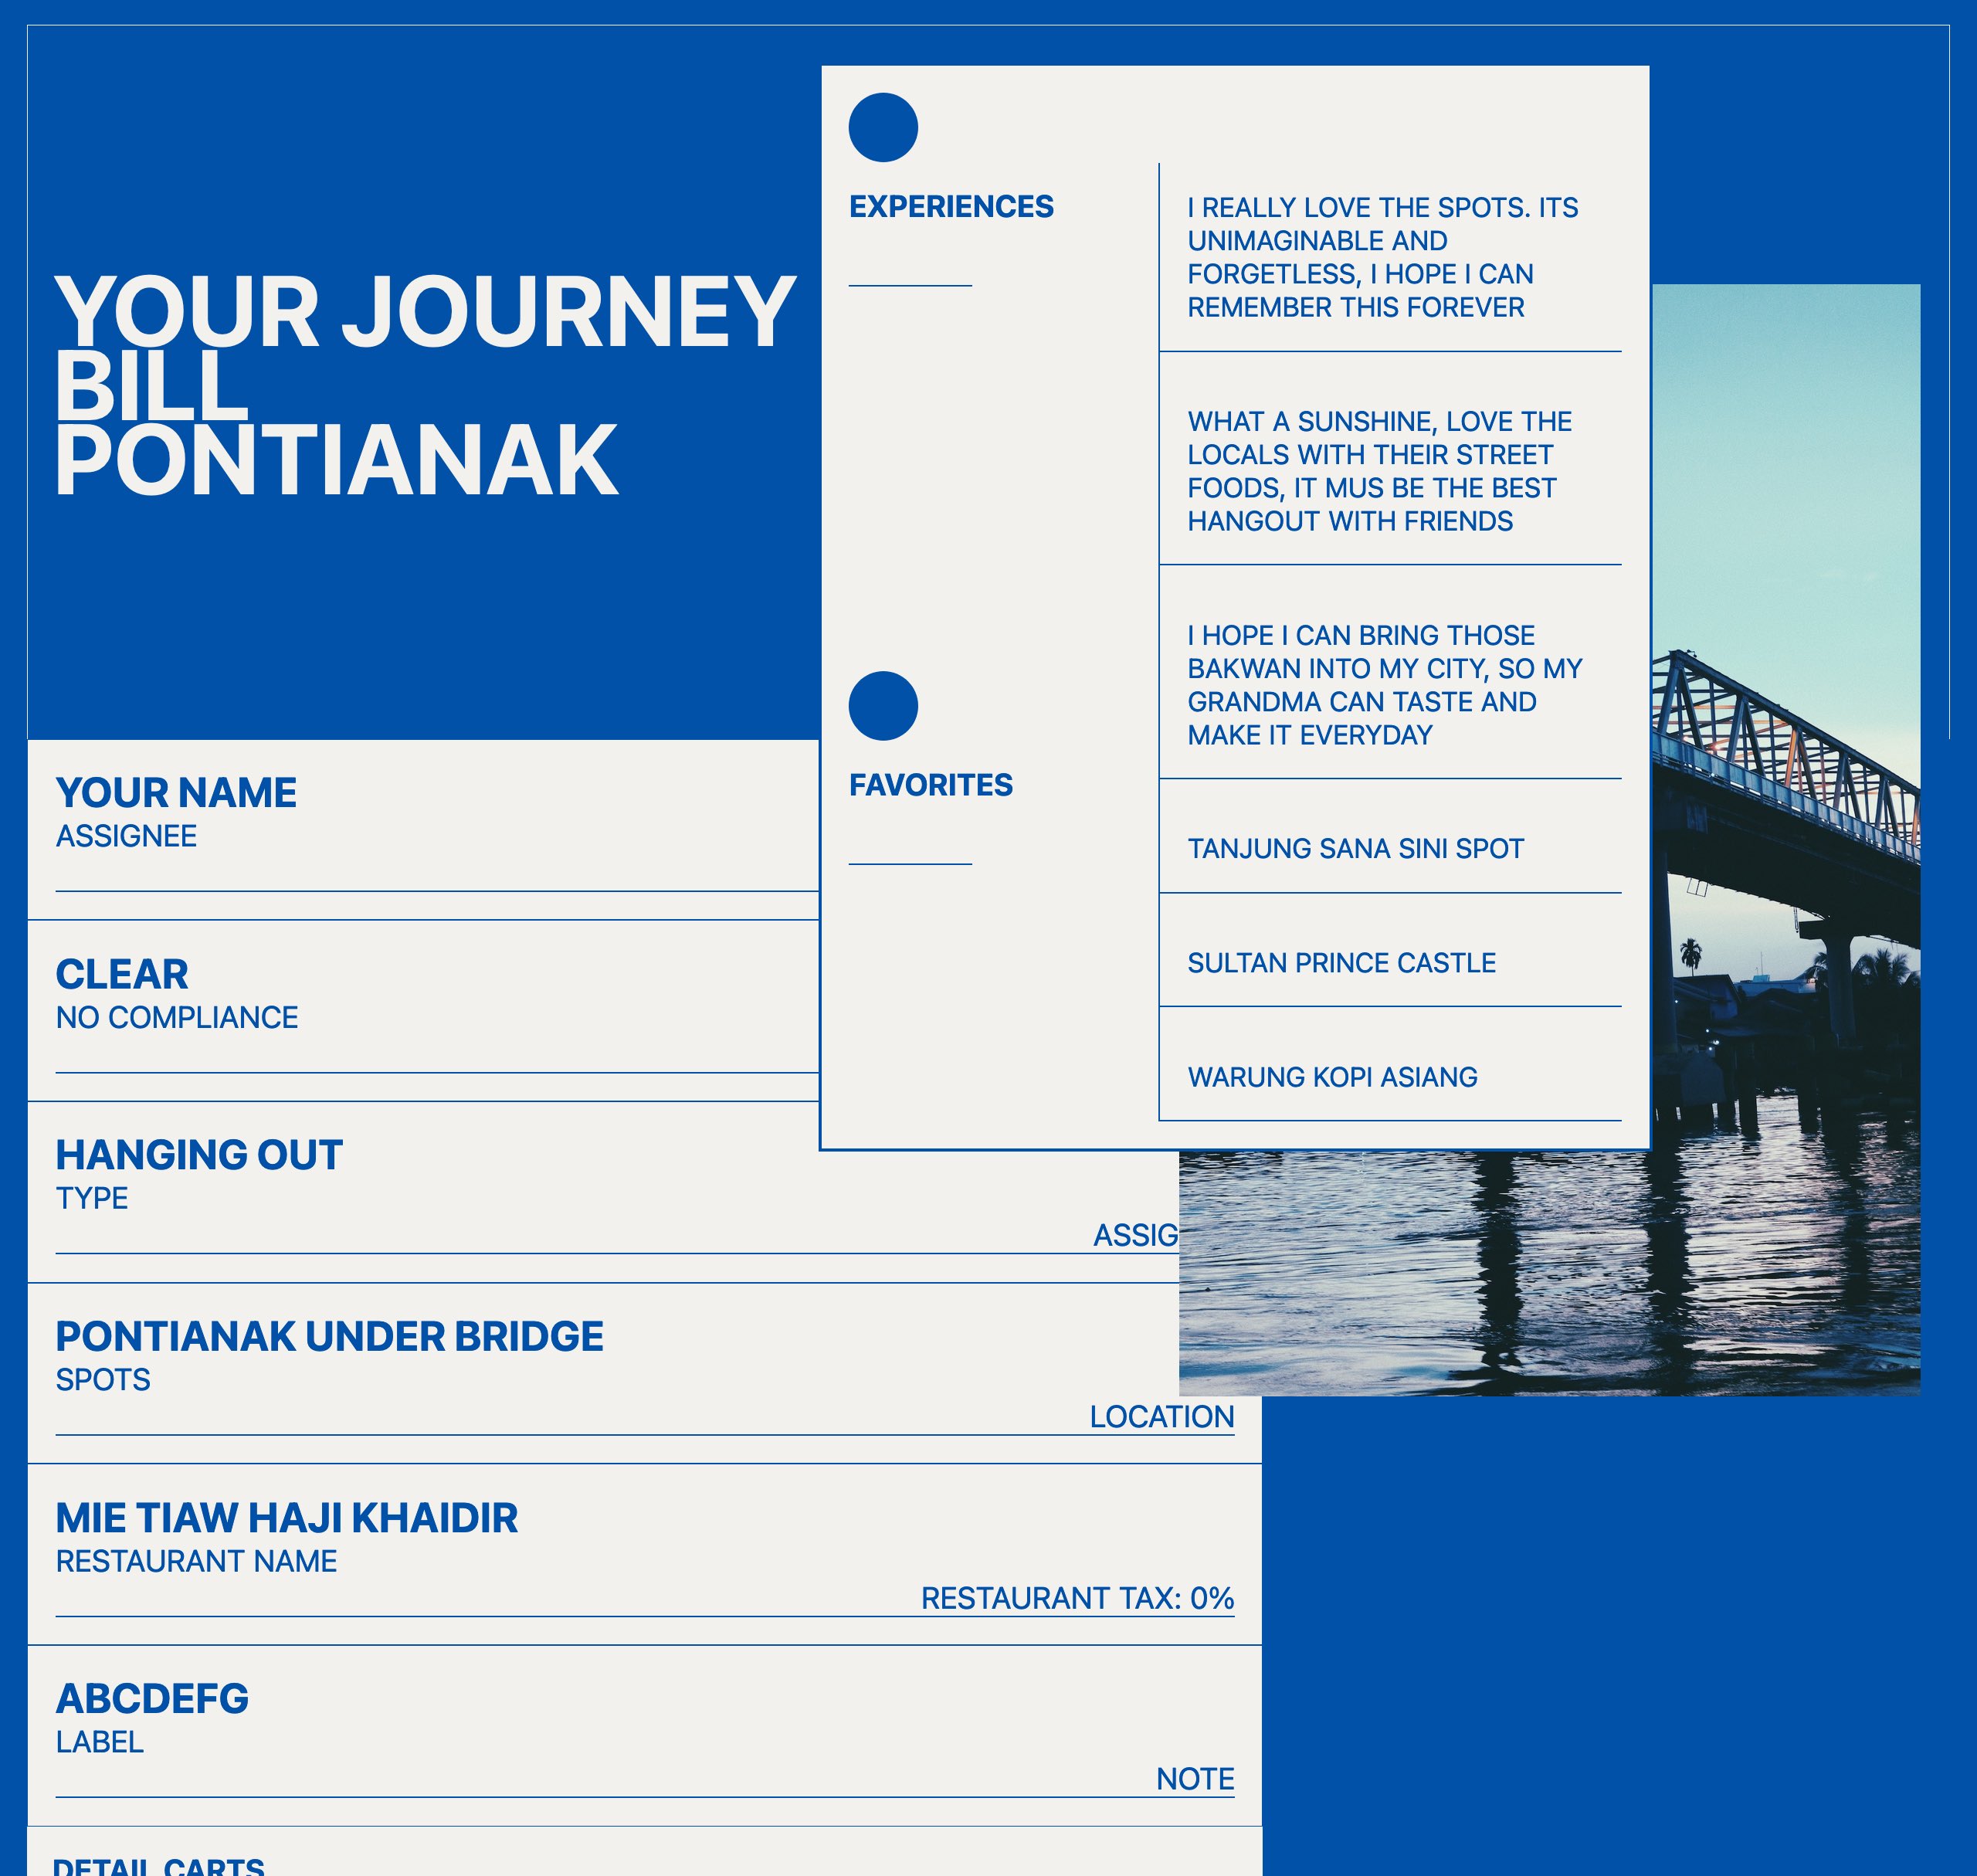 YOUR JOURNEY
BILL
PONTIANAK
EXPERIENCES
I REALLY LOVE THE SPOTS. ITS
UNIMAGINABLE AND
FORGETLESS, I HOPE I CAN
REMEMBER THIS FOREVER
WHAT A SUNSHINE, LOVE THE
LOCALS WITH THEIR STREET
FOODS, IT MUS BE THE BEST
HANGOUT WITH FRIENDS
I HOPE I CAN BRING THOSE
BAKWAN INTO MY CITY, SO MY
GRANDMA CAN TASTE AND
MAKE IT EVERYDAY
FAVORITES
TANJUNG SANA SINI SPOT
SULTAN PRINCE CASTLE
WARUNG KOPI ASIANG
YOUR NAME
ASSIGNEE
CLEAR
NO COMPLIANCE
HANGING OUT
TYPE
ASSIG
PONTIANAK UNDER BRIDGE
SPOTS
LOCATION
MIE TIAW HAJI KHAIDIR
RESTAURANT NAME
RESTAURANT TAX: 0%
ABCDEFG
LABEL
NOTE
DETAIL CARTS